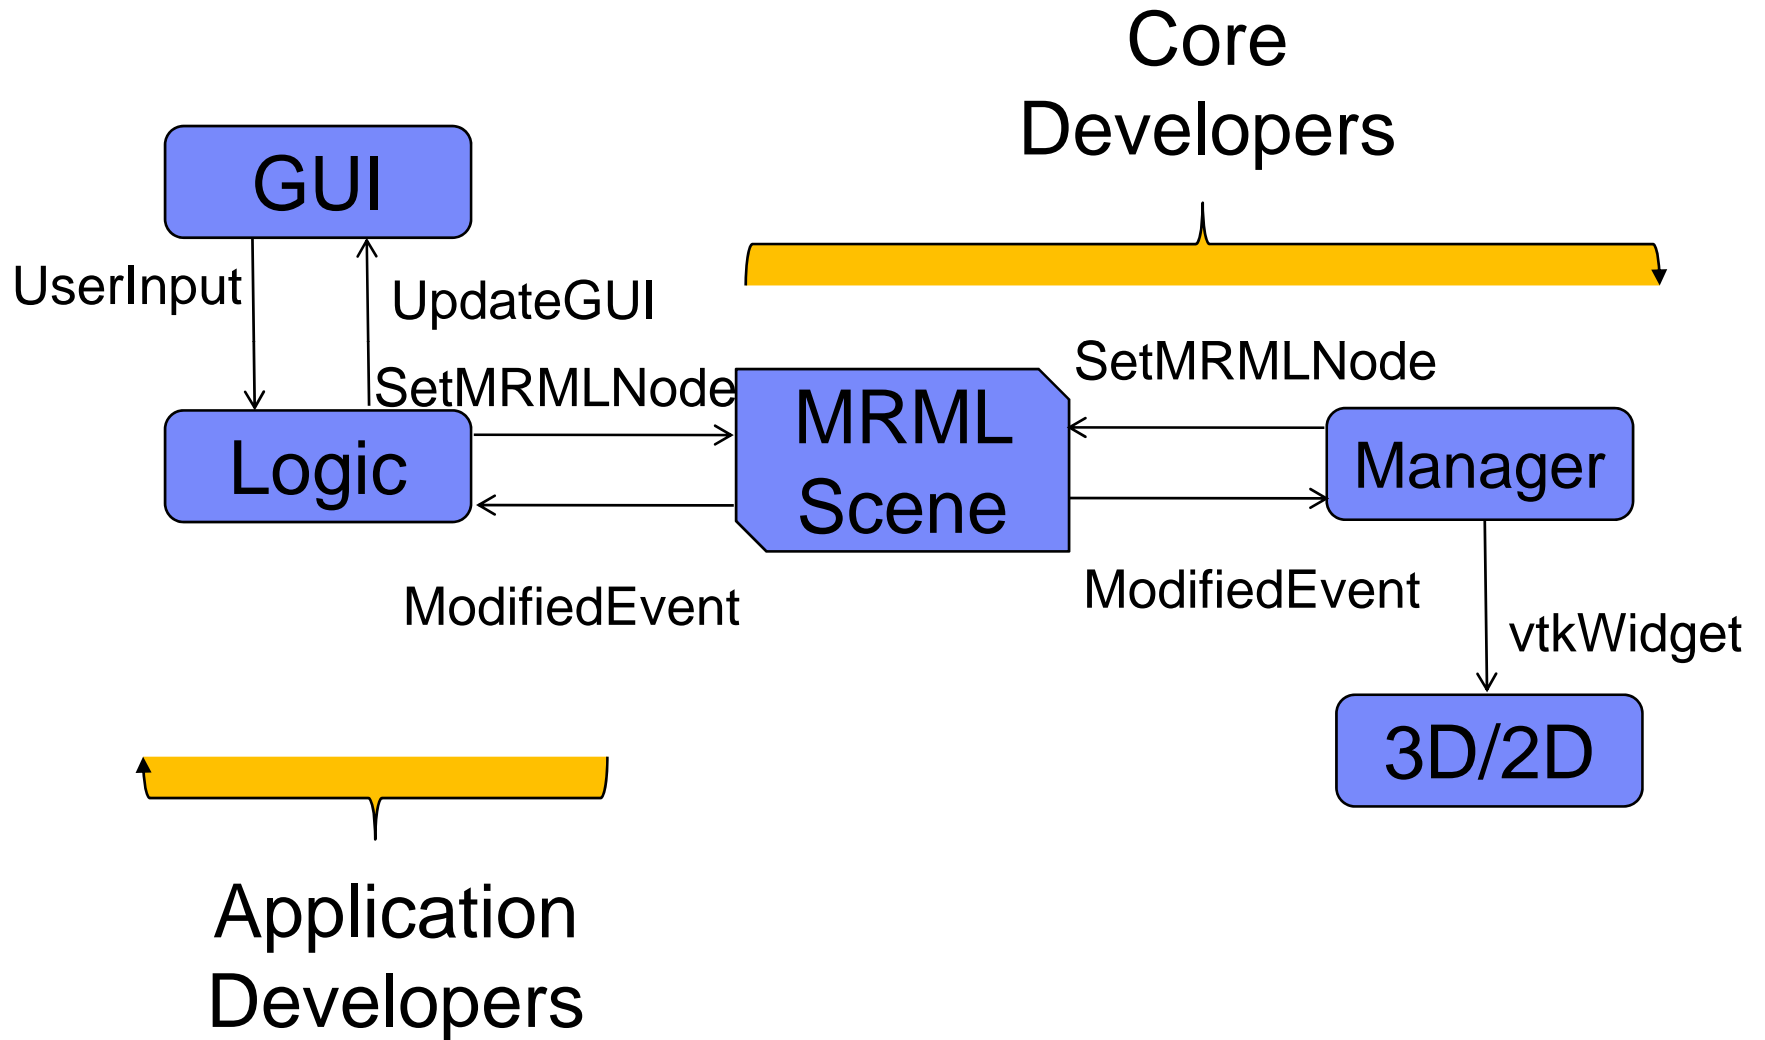 Core
Developers
GUI
UserInput
UpdateGUI
SetMRMLNode
SetMRMLNode
MRML
Scene
Logic
Manager
ModifiedEvent
ModifiedEvent
vtkWidget
3D/2D
Application
Developers